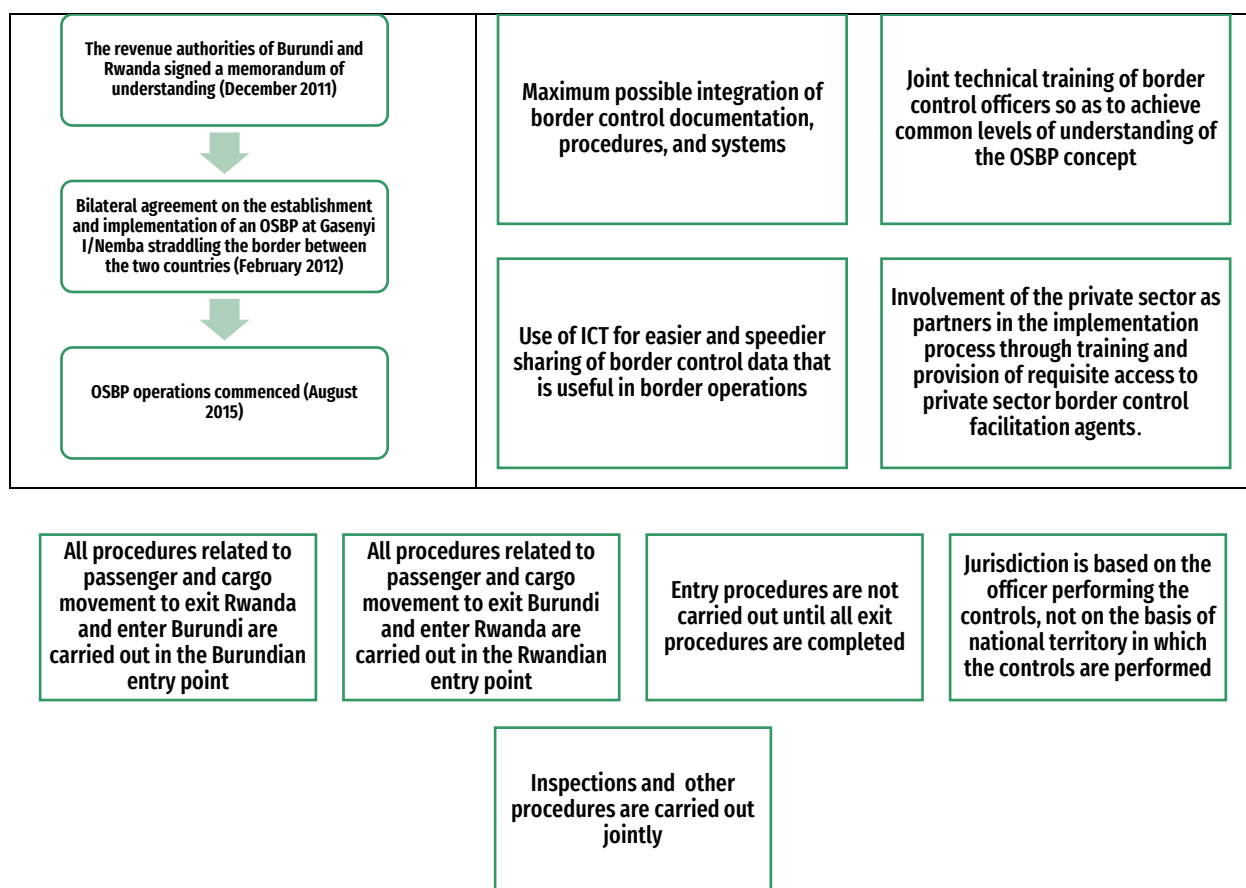 The revenue authorities of Burundi and
Rwanda signed a memorandum of
understanding (December 2011)
Bilateral agreement on the establishment
and implementation of an OSBP at Gasenyi
I/Nemba straddling the border between
the two countries (February 2012)
OSBP operations commenced (August
2015)
Maximum possible integration of
border control documentation,
procedures, and systems
Joint technical training of border
control officers so as to achieve
common levels of understanding of
the OSBP concept
Use of ICT for easier and speedier
sharing of border control data that
is useful in border operations
Involvement of the private sector as
partners in the implementation
process through training and
provision of requisite access to
private sector border control
facilitation agents.
All procedures related to
passenger and cargo
movement to exit Rwanda
and enter Burundi are
carried out in the Burundian
entry point
All procedures related to
passenger and cargo
movement to exit Burundi
and enter Rwanda are
carried out in the Rwandian
entry point
Entry procedures are not
carried out until all exit
procedures are completed
Jurisdiction is based on the
officer performing the
controls, not on the basis of
national territory in which
the controls are performed
Inspections and other
procedures are carried out
jointly